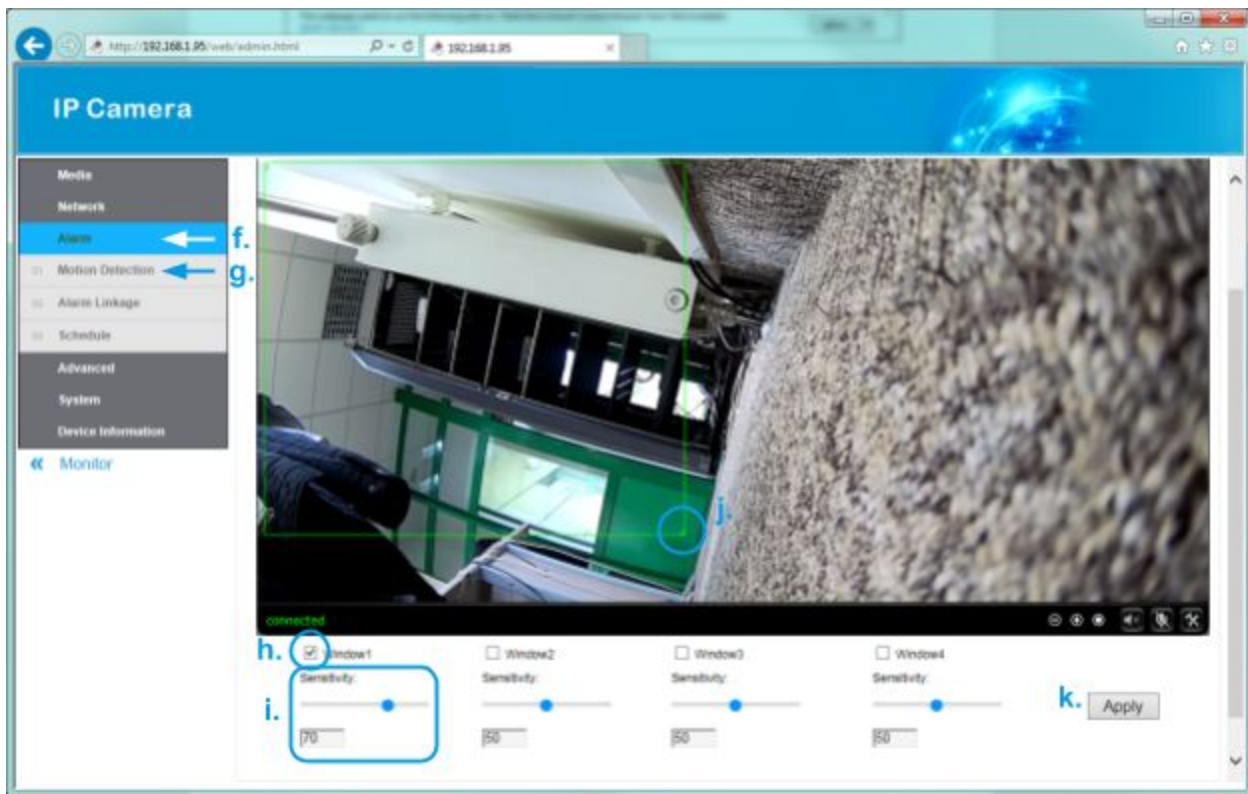 http://192.168.1.95/web/admin.html
192.168.1.95
IP Camera
Media
Network
Alarm
f.
01 Motion Detection
g.
Alarm Linkage
Schedule
Advanced
System
Device Information
« Monitor
j.
connected
h.
Window1
Window2
Window3
Window4
Sensitivity:
Sensitivity:
Sensitivity:
Sensitivity:
i.
k.
Apply
70
50
50
50